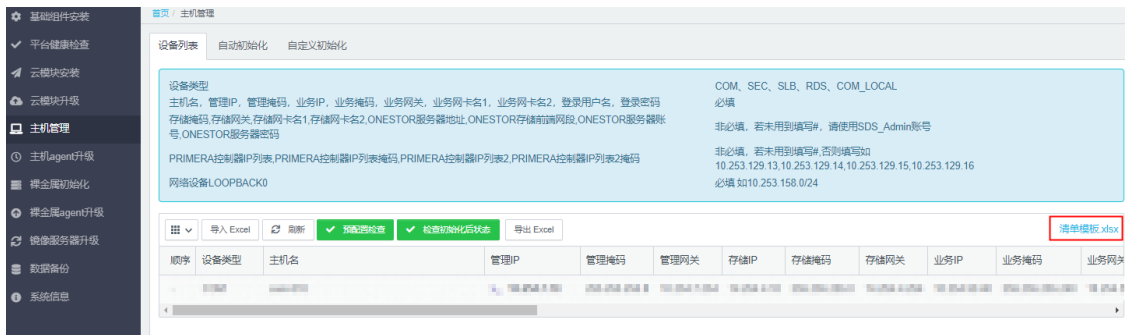 基础组件安装
平台健康检查
云模块安装
云模块升级
主机管理
主机agent升级
裸金属初始化
裸金属agent升级
镜像服务器升级
数据备份
系统信息
首页 / 主机管理
设备列表 自动初始化 自定义初始化
设备类型 COM、SEC、SLB、RDS、COM_LOCAL
主机名，管理IP，管理掩码，业务IP，业务掩码，业务网关，业务网卡名1，业务网卡名2，登录用户名，登录密码 必填
存储掩码,存储网关,存储网卡名1,存储网卡名2,ONESTOR服务器地址,ONESTOR存储前端网段,ONESTOR服务器账
号,ONESTOR服务器密码
非必填，若未用到填写#，请使用SDS_Admin账号
PRIMERA控制器IP列表,PRIMERA控制器IP列表掩码,PRIMERA控制器IP列表2,PRIMERA控制器IP列表2掩码
非必填，若未用到填写#,否则填写如
10.253.129.13,10.253.129.14,10.253.129.15,10.253.129.16
网络设备LOOPBACK0 必填 如10.253.158.0/24
导入 Excel 刷新 预配置检查 检查初始化后状态 导出 Excel 清单模板.xlsx
顺序 设备类型 主机名 管理IP 管理掩码 管理网关 存储IP 存储掩码 存储网关 业务IP 业务掩码 业务网关